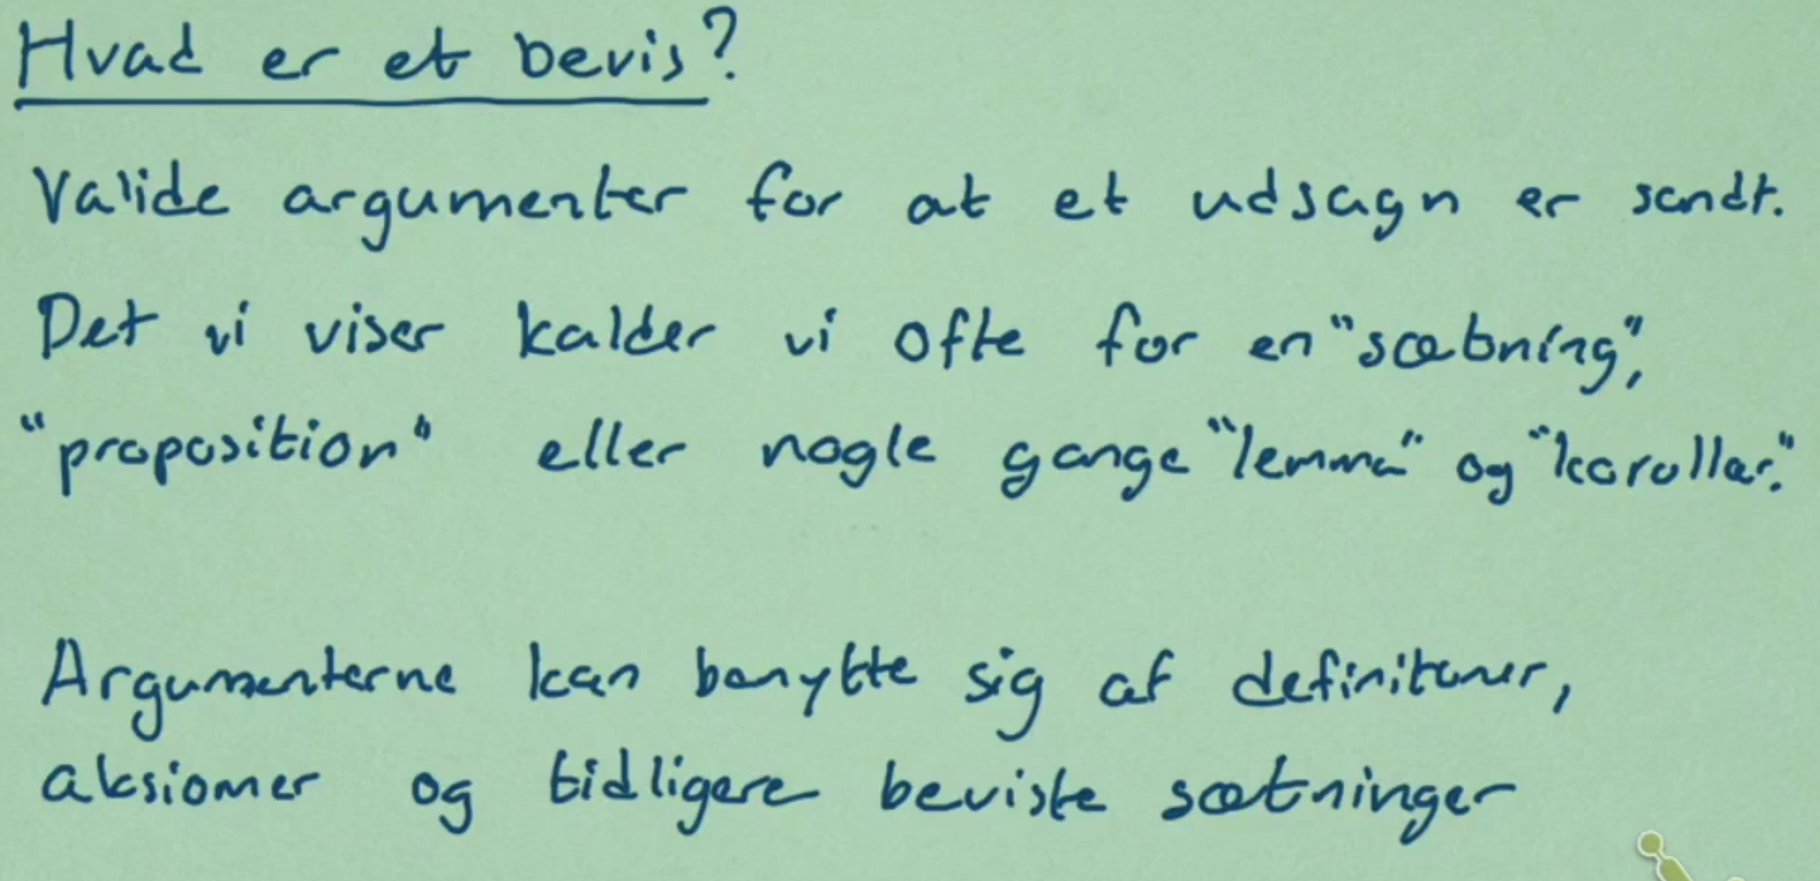 Hvad er et bevis?
Valide argumenter for at et udsagn er sandt.
Det vi viser kalder vi ofte for en "sætning",
"proposition" eller nogle gange "lemma" og "korollar."
Argumenterne kan benytte sig af definitioner,
aksiomer og tidligere beviste sætninger